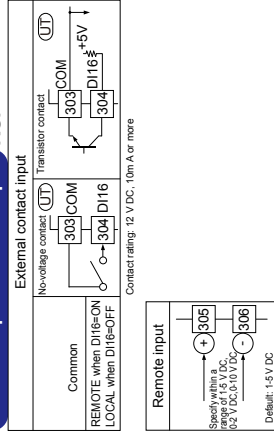 External contact input
Common
REMOTE when DI16=ON
LOCAL when DI16=OFF
No-voltage contact UT
303 COM
304 DI16
Transistor contact UT
COM
303
+5V
DI16
304
Contact rating: 12 V DC, 10m A or more
Remote input
Specify within a
range of 1-5 V DC,
0-2 V DC,0-10 V DC
+ 305
- 306
Default: 1-5 V DC